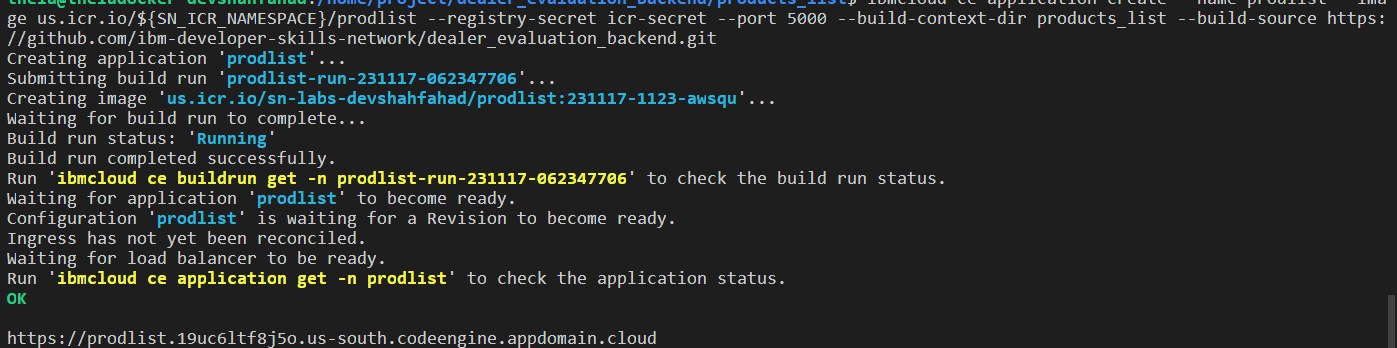 theia@theiadocker-devshahfahad:/home/project/dealer_evaluation_backend/products_list$ ibmcloud ce application create --name prodlist --ima
ge us.icr.io/${SN_ICR_NAMESPACE}/prodlist --registry-secret icr-secret --port 5000 --build-context-dir products_list --build-source https:
//github.com/ibm-developer-skills-network/dealer_evaluation_backend.git
Creating application 'prodlist'...
Submitting build run 'prodlist-run-231117-062347706'...
Creating image 'us.icr.io/sn-labs-devshahfahad/prodlist:231117-1123-awsqu'...
Waiting for build run to complete...
Build run status: 'Running'
Build run completed successfully.
Run 'ibmcloud ce buildrun get -n prodlist-run-231117-062347706' to check the build run status.
Waiting for application 'prodlist' to become ready.
Configuration 'prodlist' is waiting for a Revision to become ready.
Ingress has not yet been reconciled.
Waiting for load balancer to be ready.
Run 'ibmcloud ce application get -n prodlist' to check the application status.
OK
https://prodlist.19uc6ltf8j5o.us-south.codeengine.appdomain.cloud